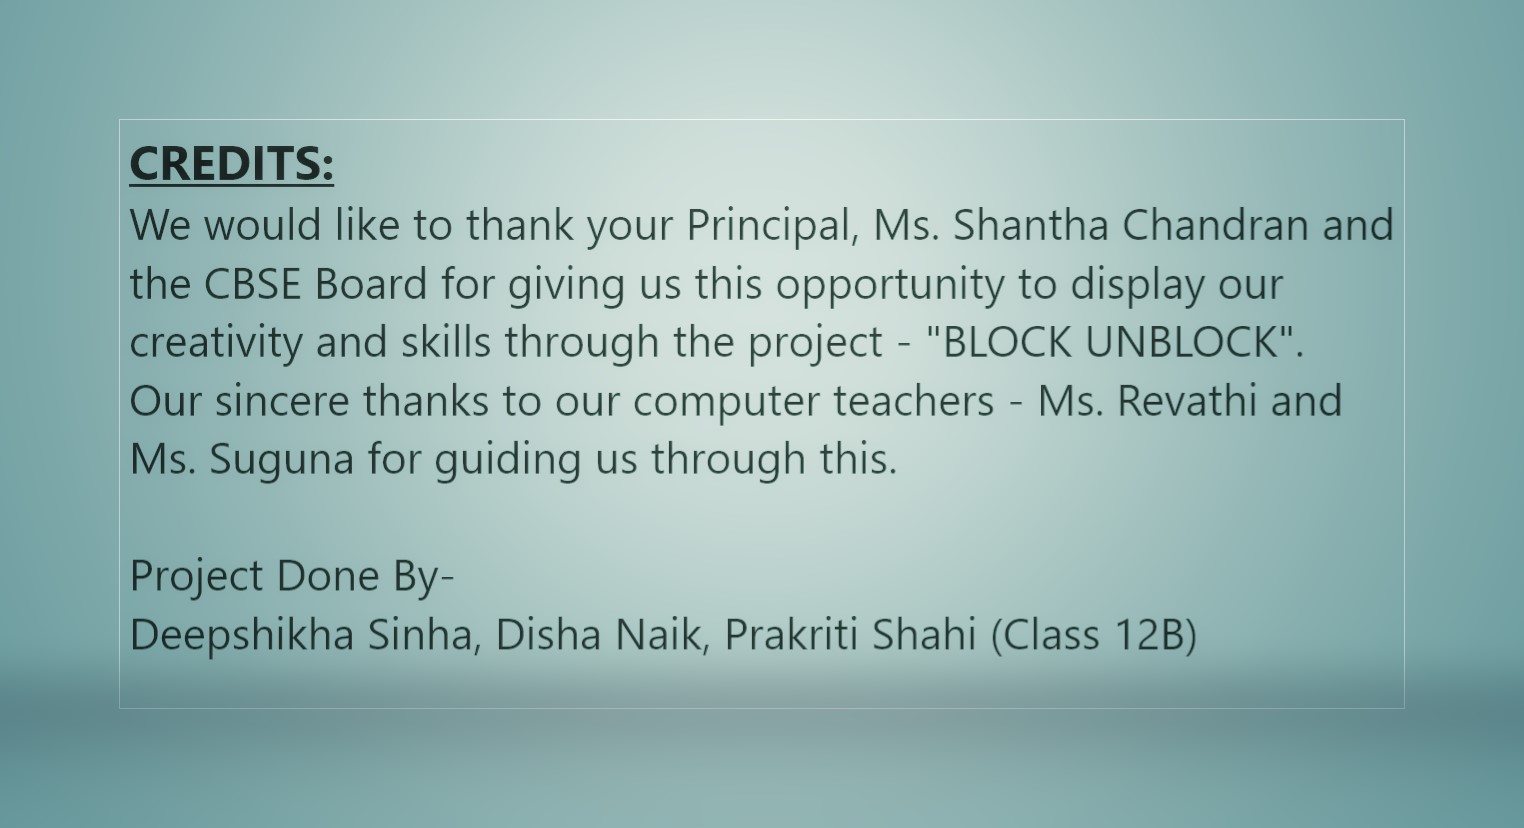 CREDITS:
We would like to thank your Principal, Ms. Shantha Chandran and
the CBSE Board for giving us this opportunity to display our
creativity and skills through the project - "BLOCK UNBLOCK".
Our sincere thanks to our computer teachers - Ms. Revathi and
Ms. Suguna for guiding us through this.
Project Done By-
Deepshikha Sinha, Disha Naik, Prakriti Shahi (Class 12B)